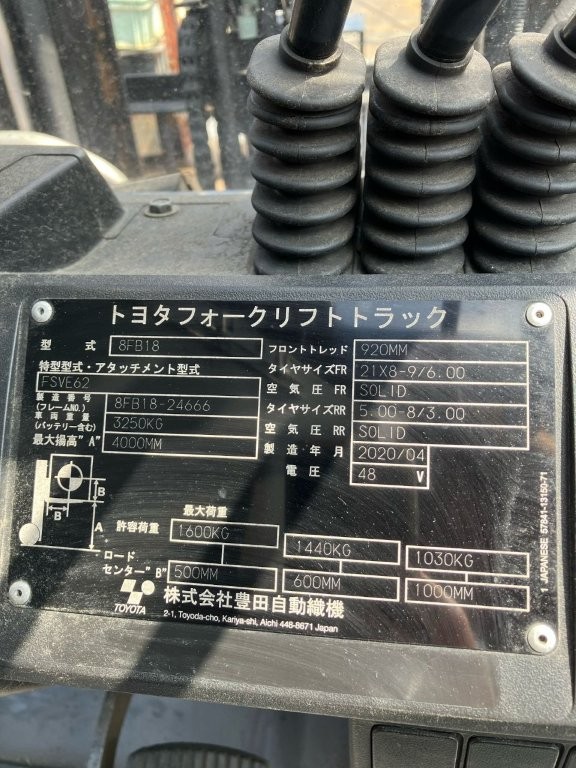 トヨタフォークリフトトラック
型式 8FB18 フロントトレッド 920MM
特型型式・アタッチメント型式 タイヤサイズFR 21X8-9/6.00
FSVE62 空気圧FR SOLID
製造番号 (フレームNO.) 8FB18-24666 タイヤサイズRR 5.00-8/3.00
車両重量 (バッテリー含む) 3250KG 空気圧RR SOLID
最大揚高"A" 4000MM 製造年月 2020/04
電圧 48 V
B
B A
最大荷重
許容荷重 1600KG 1440KG 1030KG
ロード
センター"B" 500MM 600MM 1000MM
TOYOTA 株式会社豊田自動織機
2-1, Toyoda-cho, Kariya-shi, Aichi 448-8671 Japan
1 JAPANESE 57841-13150-71